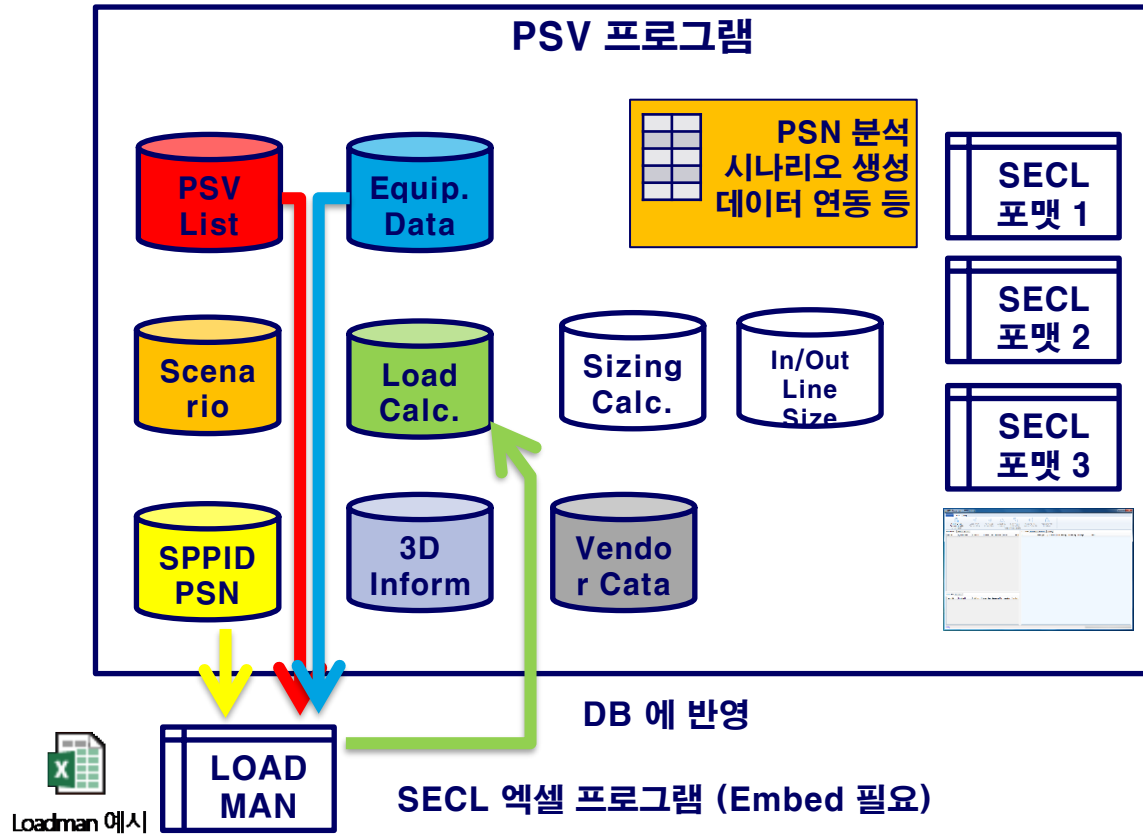 PSV 프로그램
PSN 분석
시나리오 생성
데이터 연동 등
PSV
List
Equip.
Data
SECL
포맷 1
Scena
rio
Load
Calc.
Sizing
Calc.
In/Out
Line
Size
SECL
포맷 2
SECL
포맷 3
SPPID
PSN
3D
Inform
Vendo
r Cata
DB 에 반영
LOAD
MAN
SECL 엑셀 프로그램 (Embed 필요)
Loadman 예시